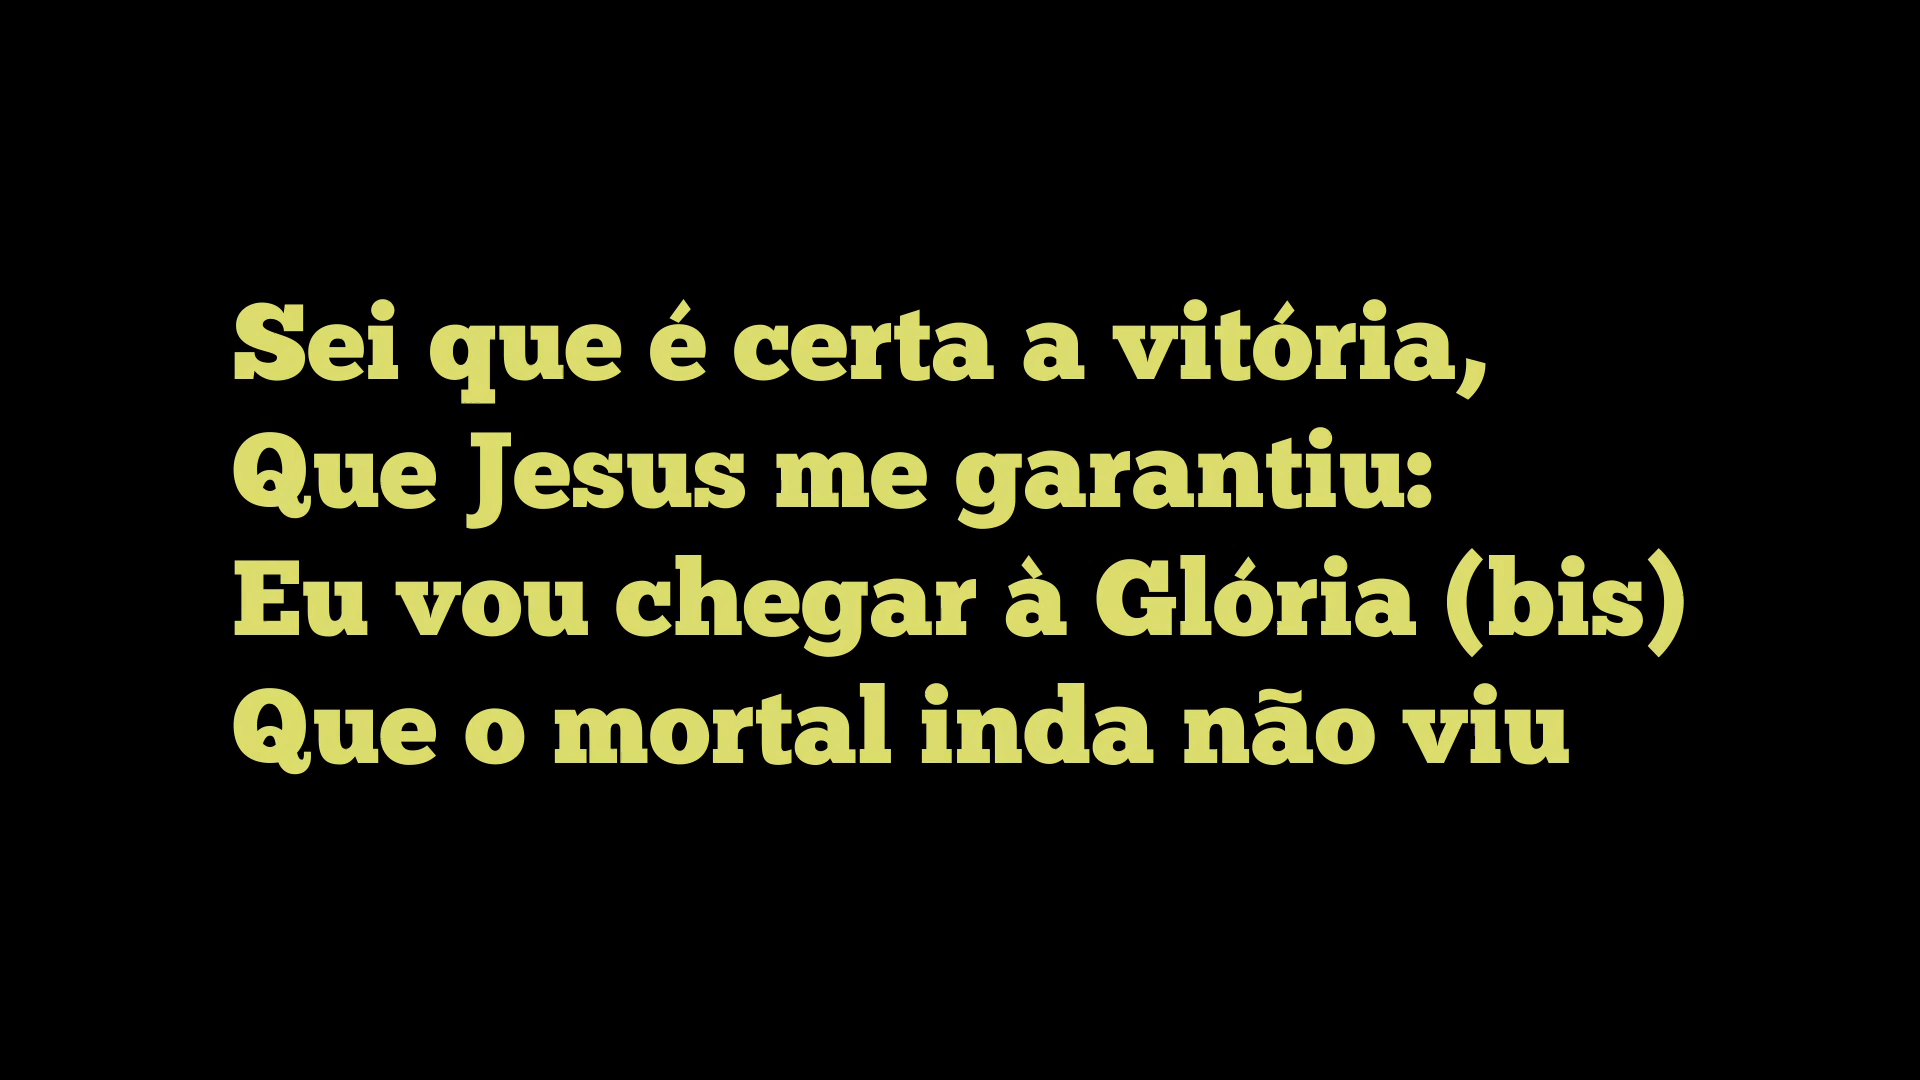 Sei que é certa a vitória,
Que Jesus me garantiu:
Eu vou chegar à Glória (bis)
Que o mortal inda não viu